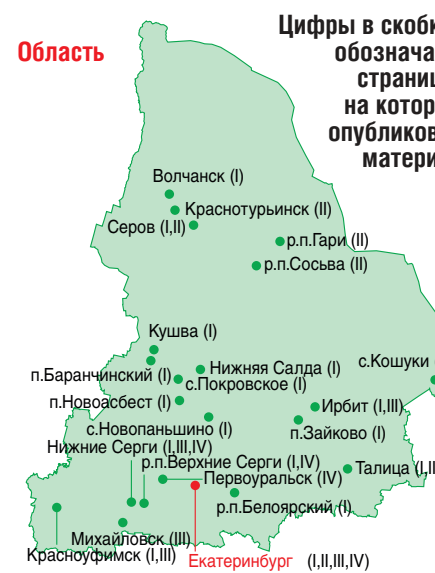 Область
Цифры в скобк
обозначa
страниц
на котор
опубликов
матери
Волчанск (I)
Краснотурьинск (II)
Серов (I,II)
р.п.Гари (II)
р.п.Сосьва (II)
Кушва (I)
п.Баранчинский (I)
Нижняя Салда (I)
с.Покровское (I)
с.Кошуки
п.Новоасбест (I)
Ирбит (I,III)
с.Новопаньшино (I)
п.Зайково (I)
Нижние Серги (I,III,IV)
р.п.Верхние Серги (I,IV)
Талица (I,II
Первоуральск (IV)
р.п.Белоярский (I)
Михайловск (III)
Красноуфимск (I,III)
Екатеринбург (I,II,III,IV)